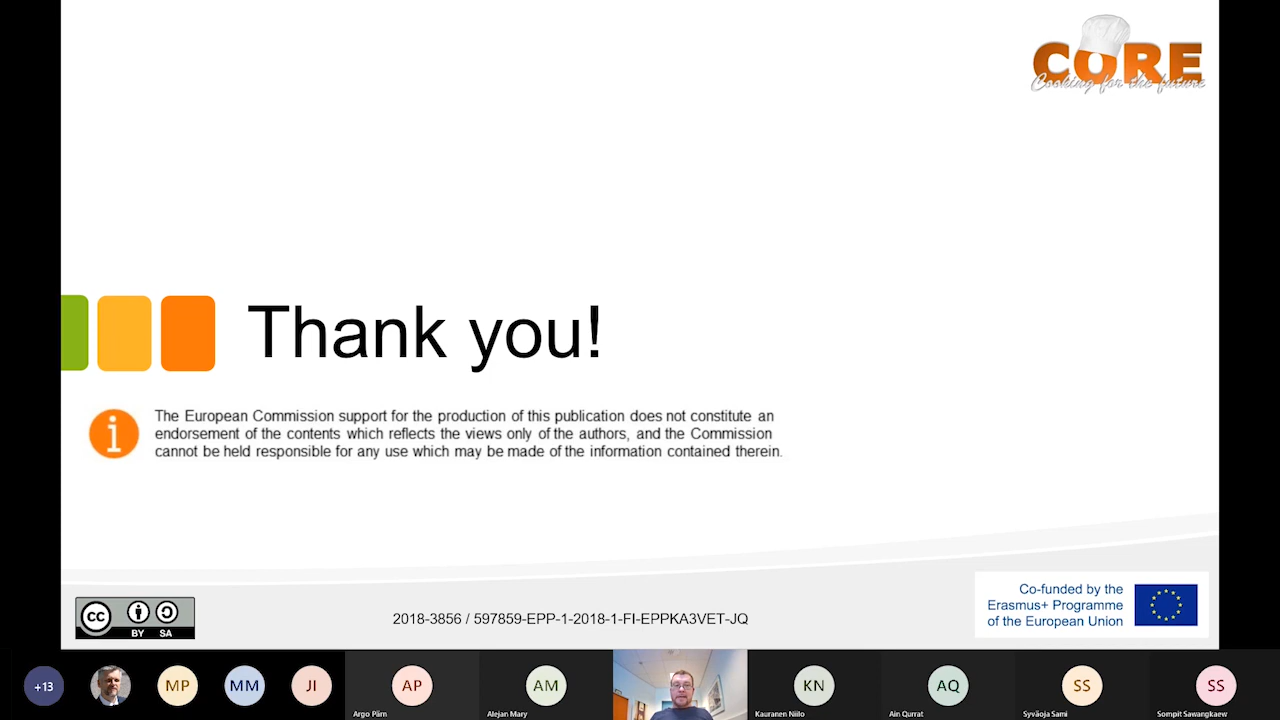 CORE
Cooking for the future
Thank you!
i
The European Commission support for the production of this publication does not constitute an
endorsement of the contents which reflects the views only of the authors, and the Commission
cannot be held responsible for any use which may be made of the information contained therein.
cc
BY SA
2018-3856 / 597859-EPP-1-2018-1-FI-EPPKA3VET-JQ
Co-funded by the
Erasmus+ Programme
of the European Union
+13
MP
MM
JI
AP
Argo Pärn
AM
Alejan Mary
KN
Kauranen Niilo
AQ
Ain Qurrat
SS
Syväoja Sami
SS
Sompit Sawangkaew